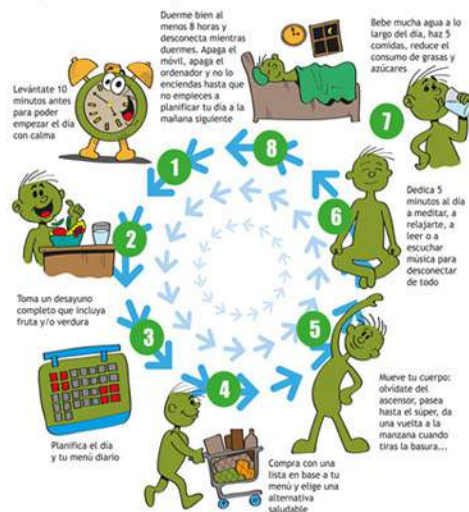 1
Levántate 10
minutos antes
para poder
empezar el día
con calma
2
Toma un desayuno
completo que incluya
fruta y/o verdura
3
Planifica el día
y tu menú diario
4
Compra con una
lista en base a tu
menú y elige una
alternativa
saludable
5
Mueve tu cuerpo:
olvídate del
ascensor, pasea
hasta el súper, da
una vuelta a la
manzana cuando
tiras la basura...
6
Dedica 5
minutos al día
a meditar, a
relajarte, a
leer o a
escuchar
música para
desconectar
de todo
7
Bebe mucha agua a lo
largo del día, haz 5
comidas, reduce el
consumo de grasas y
azúcares
8
Duerme bien al
menos 8 horas y
desconecta mientras
duermes. Apaga el
móvil, apaga el
ordenador y no lo
enciendas hasta que
no empieces a
planificar tu día a la
mañana siguiente